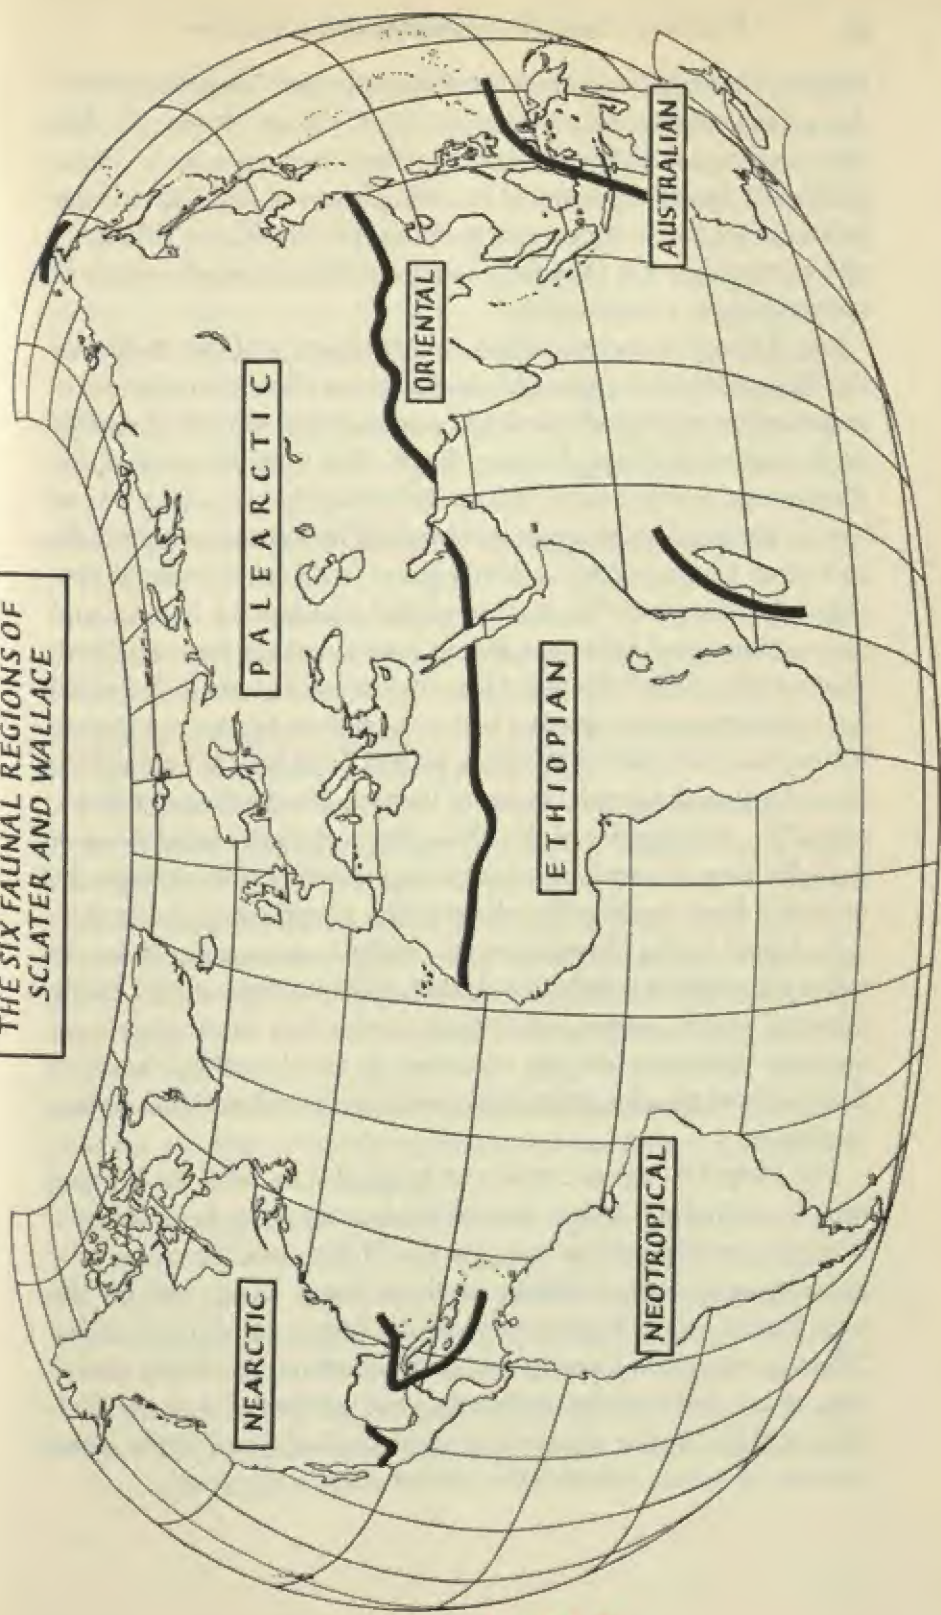 THE SIX FAUNAL REGIONS OF
SCLATER AND WALLACE
NEARCTIC
PALEARCTIC
ORIENTAL
ETHIOPIAN
NEOTROPICAL
AUSTRALIAN